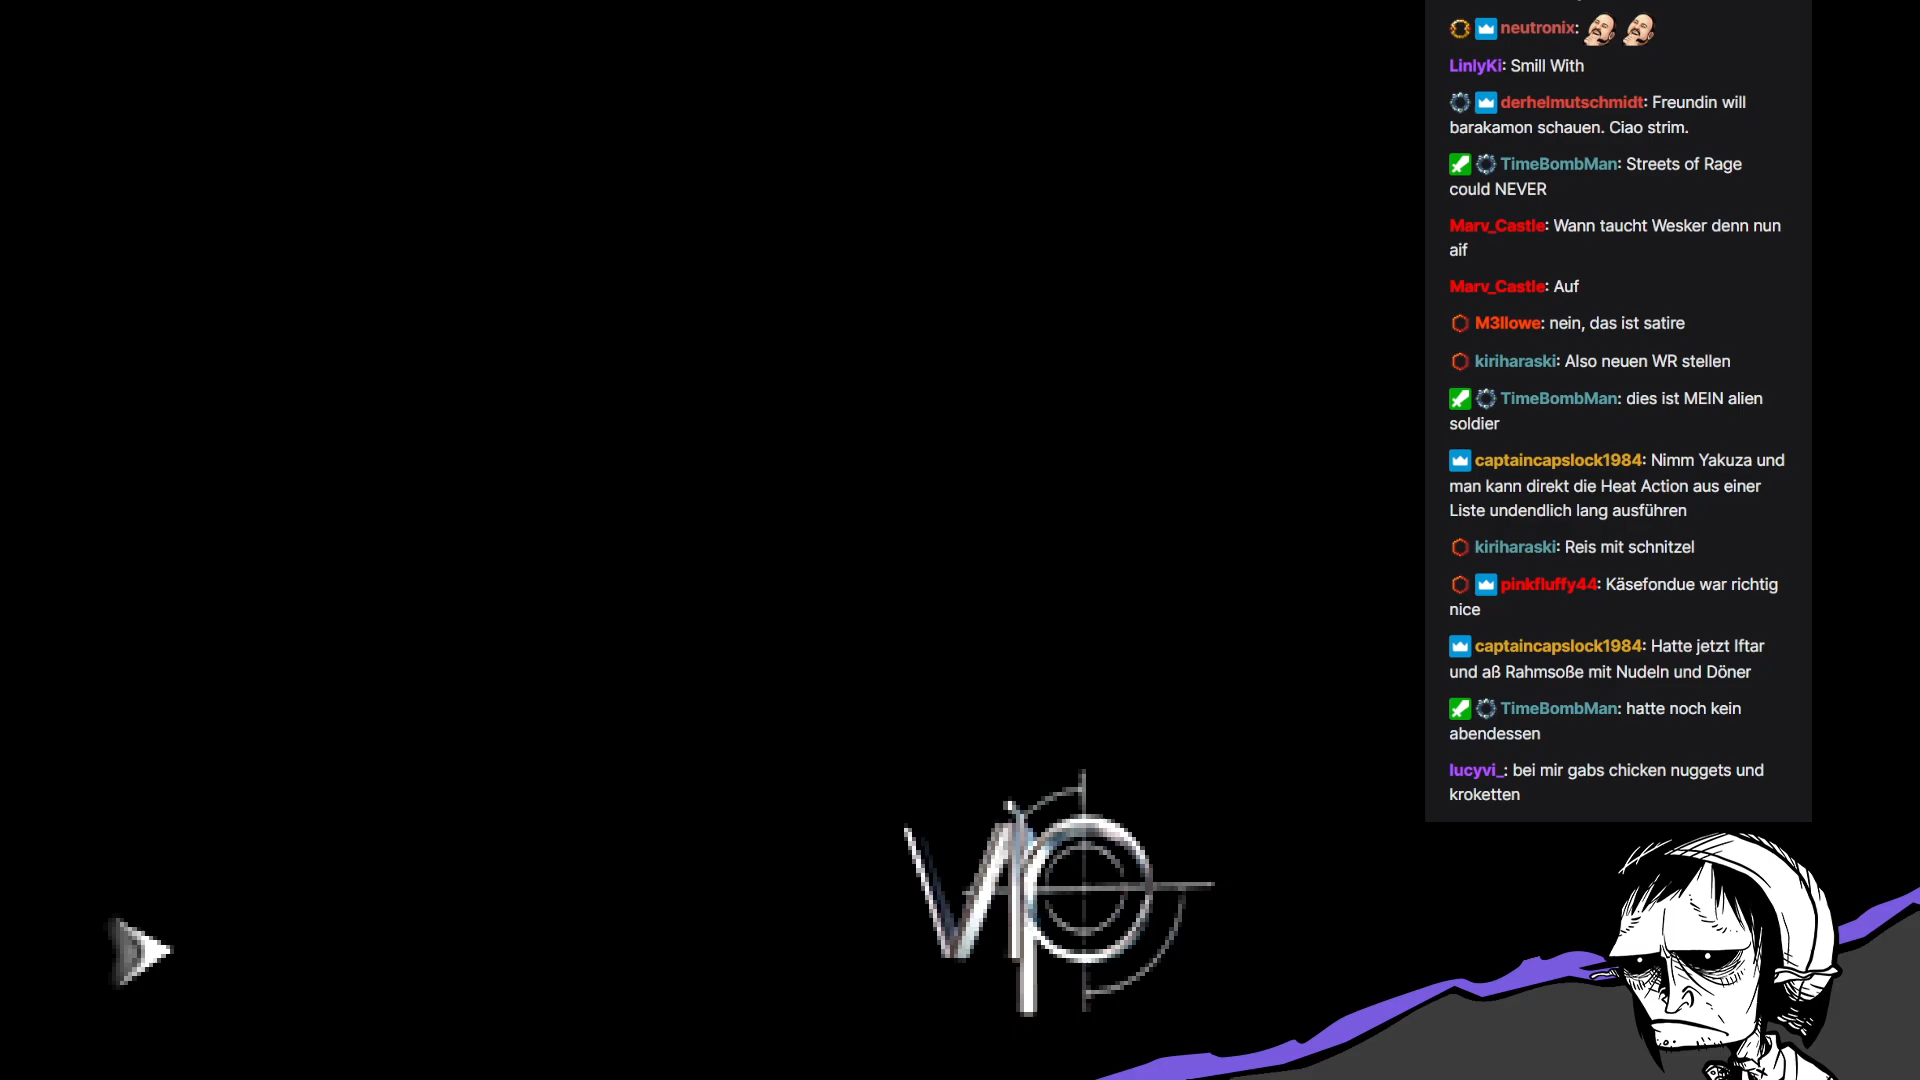 neutronix:
LinlyKi: Smill With
derhelmutschmidt: Freundin will
barakamon schauen. Ciao strim.
TimeBombMan: Streets of Rage
could NEVER
Marv_Castle: Wann taucht Wesker denn nun
aif
Marv_Castle: Auf
M3llowe: nein, das ist satire
kiriharaski: Also neuen WR stellen
TimeBombMan: dies ist MEIN alien
soldier
captaincapslock1984: Nimm Yakuza und
man kann direkt die Heat Action aus einer
Liste undendlich lang ausführen
kiriharaski: Reis mit schnitzel
pinkfluffy44: Käsefondue war richtig
nice
captaincapslock1984: Hatte jetzt Iftar
und aß Rahmsoße mit Nudeln und Döner
TimeBombMan: hatte noch kein
abendessen
lucyvi_: bei mir gabs chicken nuggets und
kroketten
vip